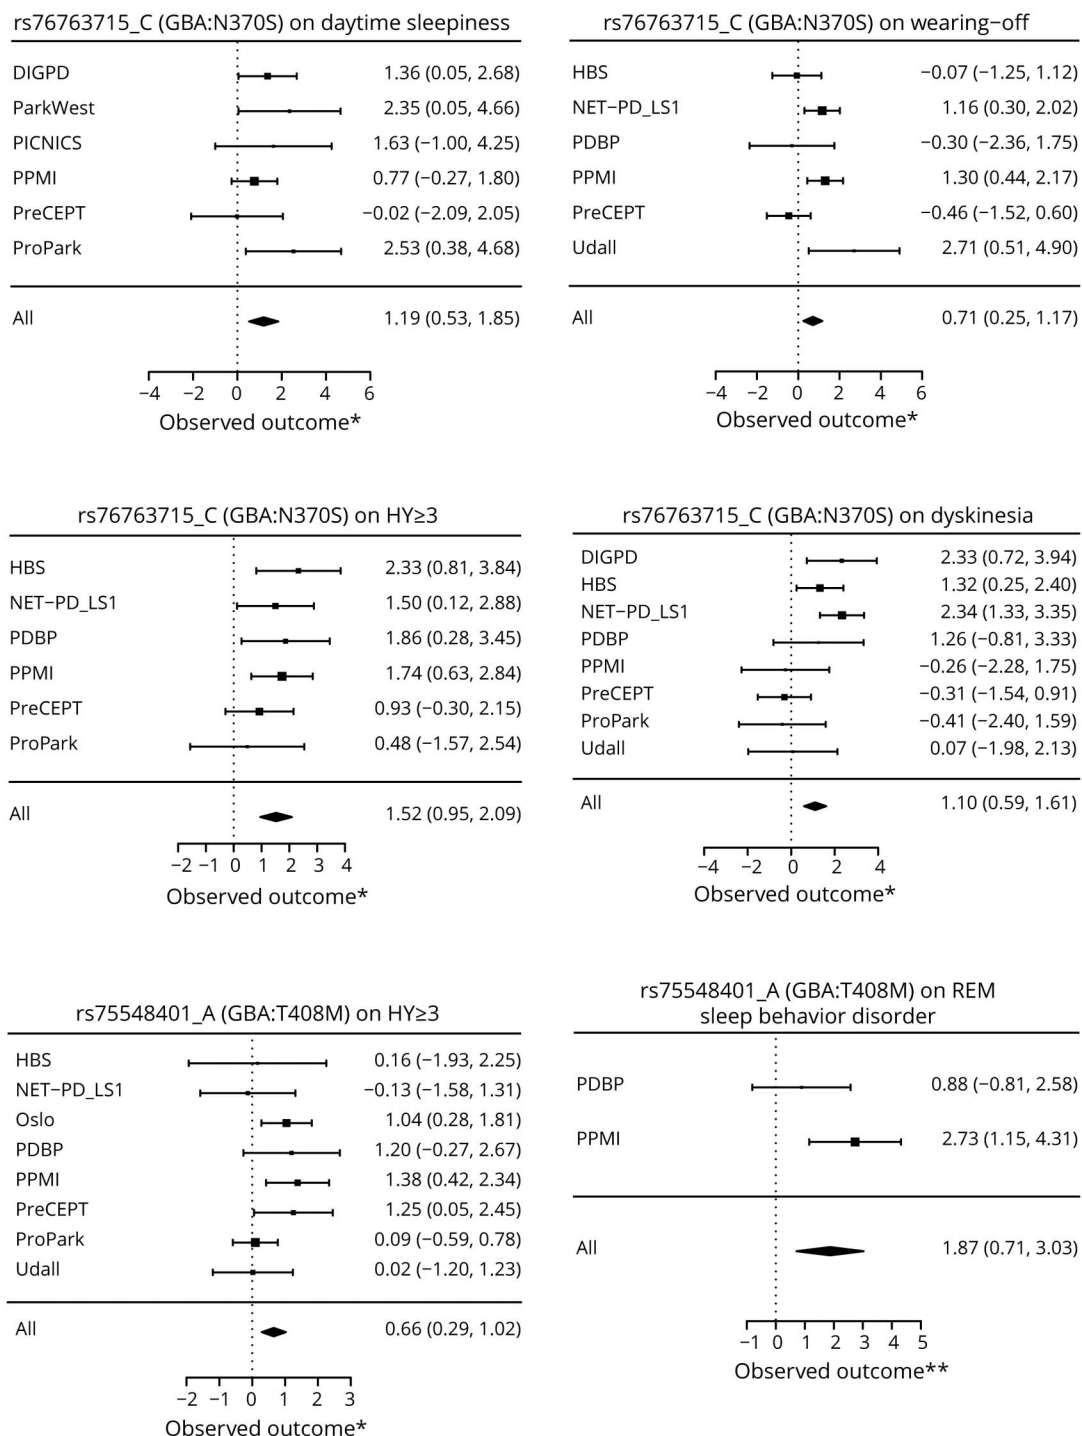 rs76763715_C (GBA:N370S) on daytime sleepiness
DIGPD 1.36 (0.05, 2.68)
ParkWest 2.35 (0.05, 4.66)
PICNICS 1.63 (−1.00, 4.25)
PPMI 0.77 (−0.27, 1.80)
PreCEPT −0.02 (−2.09, 2.05)
ProPark 2.53 (0.38, 4.68)
All 1.19 (0.53, 1.85)
−4 −2 0 2 4 6
Observed outcome*
rs76763715_C (GBA:N370S) on wearing−off
HBS −0.07 (−1.25, 1.12)
NET−PD_LS1 1.16 (0.30, 2.02)
PDBP −0.30 (−2.36, 1.75)
PPMI 1.30 (0.44, 2.17)
PreCEPT −0.46 (−1.52, 0.60)
Udall 2.71 (0.51, 4.90)
All 0.71 (0.25, 1.17)
−4 −2 0 2 4 6
Observed outcome*
rs76763715_C (GBA:N370S) on HY≥3
HBS 2.33 (0.81, 3.84)
NET−PD_LS1 1.50 (0.12, 2.88)
PDBP 1.86 (0.28, 3.45)
PPMI 1.74 (0.63, 2.84)
PreCEPT 0.93 (−0.30, 2.15)
ProPark 0.48 (−1.57, 2.54)
All 1.52 (0.95, 2.09)
−2 −1 0 1 2 3 4
Observed outcome*
rs76763715_C (GBA:N370S) on dyskinesia
DIGPD 2.33 (0.72, 3.94)
HBS 1.32 (0.25, 2.40)
NET−PD_LS1 2.34 (1.33, 3.35)
PDBP 1.26 (−0.81, 3.33)
PPMI −0.26 (−2.28, 1.75)
PreCEPT −0.31 (−1.54, 0.91)
ProPark −0.41 (−2.40, 1.59)
Udall 0.07 (−1.98, 2.13)
All 1.10 (0.59, 1.61)
−4 −2 0 2 4
Observed outcome*
rs75548401_A (GBA:T408M) on HY≥3
HBS 0.16 (−1.93, 2.25)
NET−PD_LS1 −0.13 (−1.58, 1.31)
Oslo 1.04 (0.28, 1.81)
PDBP 1.20 (−0.27, 2.67)
PPMI 1.38 (0.42, 2.34)
PreCEPT 1.25 (0.05, 2.45)
ProPark 0.09 (−0.59, 0.78)
Udall 0.02 (−1.20, 1.23)
All 0.66 (0.29, 1.02)
−2 −1 0 1 2 3
Observed outcome*
rs75548401_A (GBA:T408M) on REM
sleep behavior disorder
PDBP 0.88 (−0.81, 2.58)
PPMI 2.73 (1.15, 4.31)
All 1.87 (0.71, 3.03)
−1 0 1 2 3 4 5
Observed outcome**